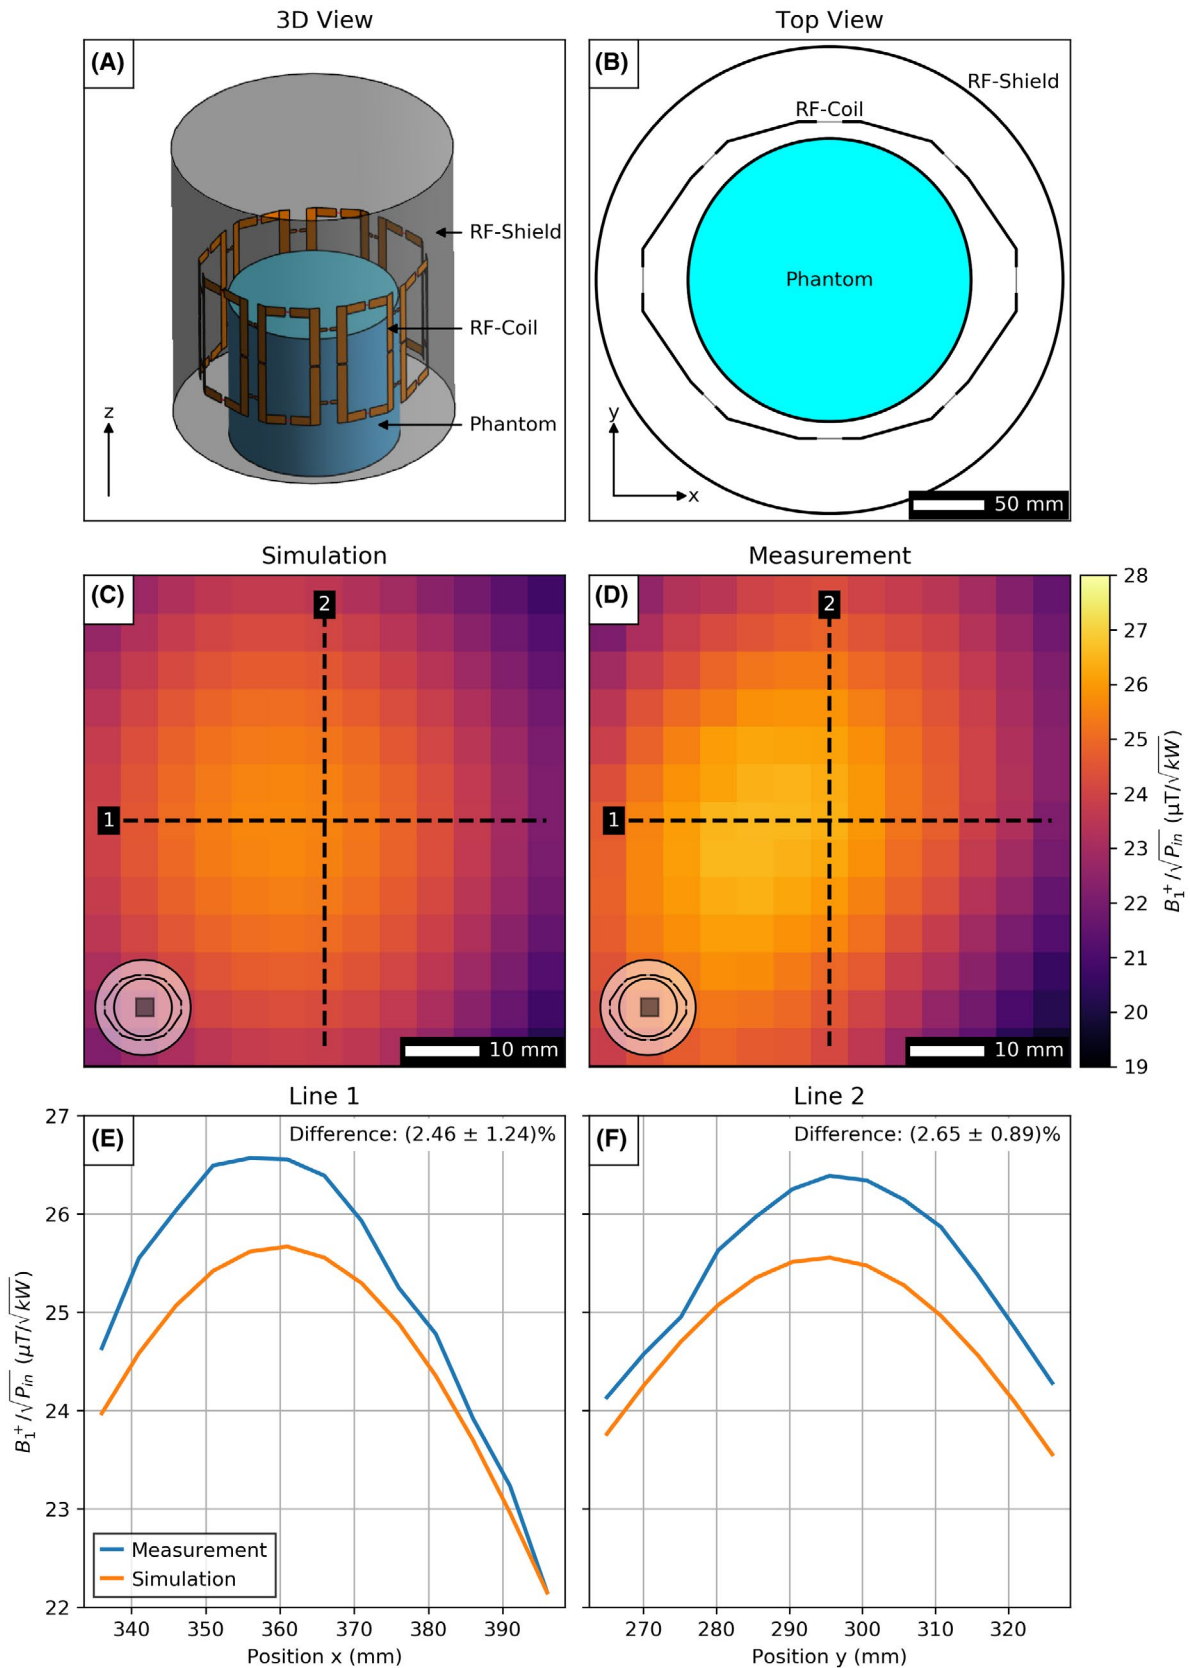 3D View
Top View
(A)
RF-Shield
RF-Coil
Phantom
z
(B)
RF-Shield
RF-Coil
Phantom
y
x
50 mm
Simulation
Measurement
(C)
2
1
10 mm
(D)
2
1
10 mm
28
27
26
25
24
23
22
21
20
19
B₁⁺/√P_in (µT/√kW)
Line 1
Line 2
(E)
Difference: (2.46 ± 1.24)%
27
26
25
24
23
22
B₁⁺/√P_in (µT/√kW)
Measurement
Simulation
340 350 360 370 380 390
Position x (mm)
(F)
Difference: (2.65 ± 0.89)%
270 280 290 300 310 320
Position y (mm)